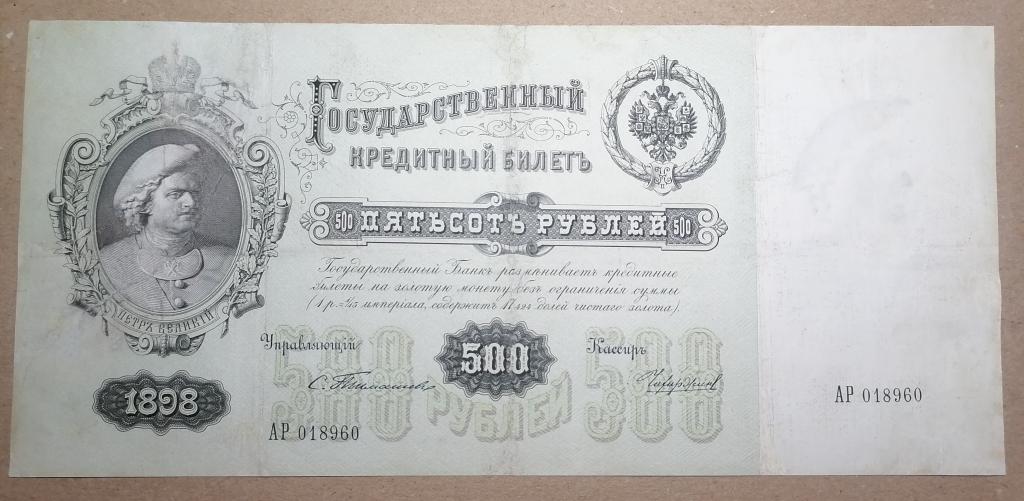 Государственный
кредитный билетъ
500 ПЯТЬСОТЪ РУБЛЕЙ 500
Государственный Банкъ размѣниваетъ кредитные
билеты на золотую монету безъ ограниченія суммы
(1 р. = 1/15 имперіала, содержитъ 17,424 долей чистаго золота).
ПЕТРЪ ВЕЛИКІЙ
Управляющій
500
Кассиръ
500
500
РУБЛЕЙ
1898
АР 018960
АР 018960